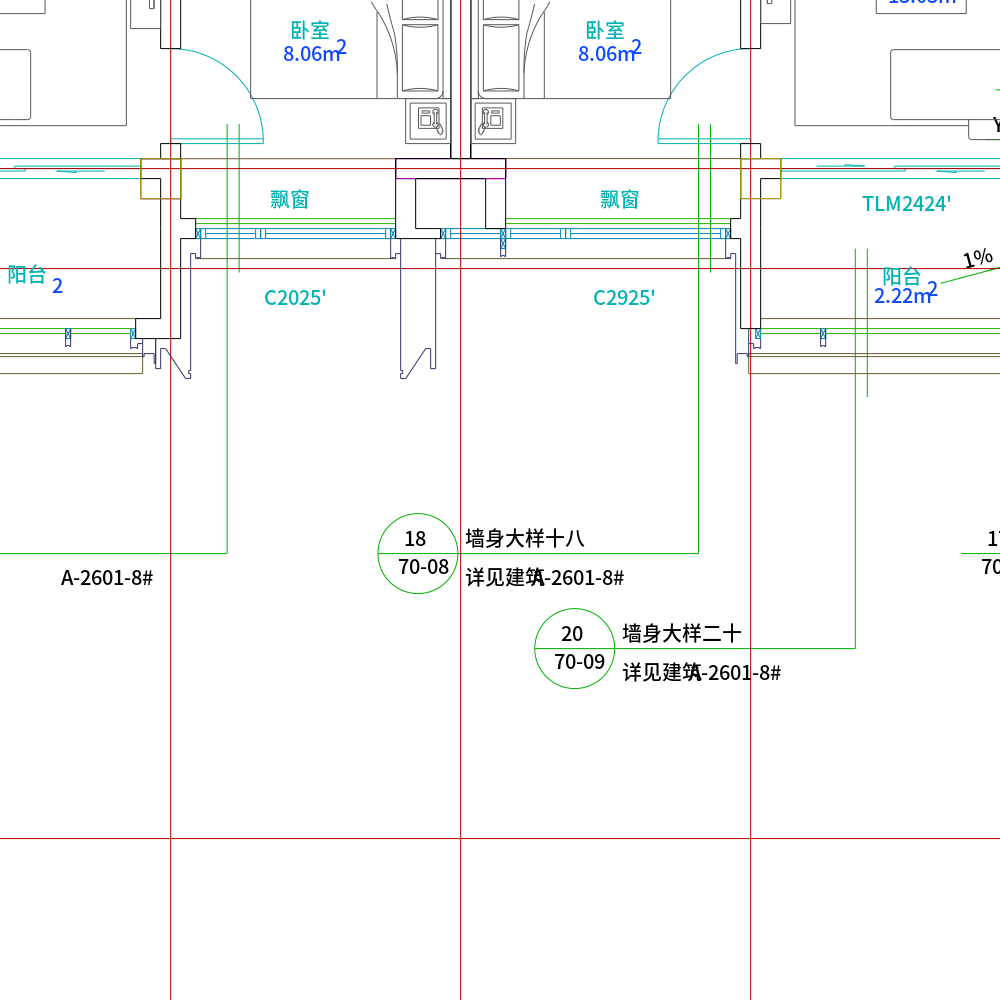 卧室
8.06m2
卧室
8.06m2
飘窗
飘窗
TLM2424'
1%
阳台
2
阳台
2.22m2
C2025'
C2925'
18
墙身大样十八
70-08
详见建筑A-2601-8#
A-2601-8#
20
墙身大样二十
70-09
详见建筑A-2601-8#